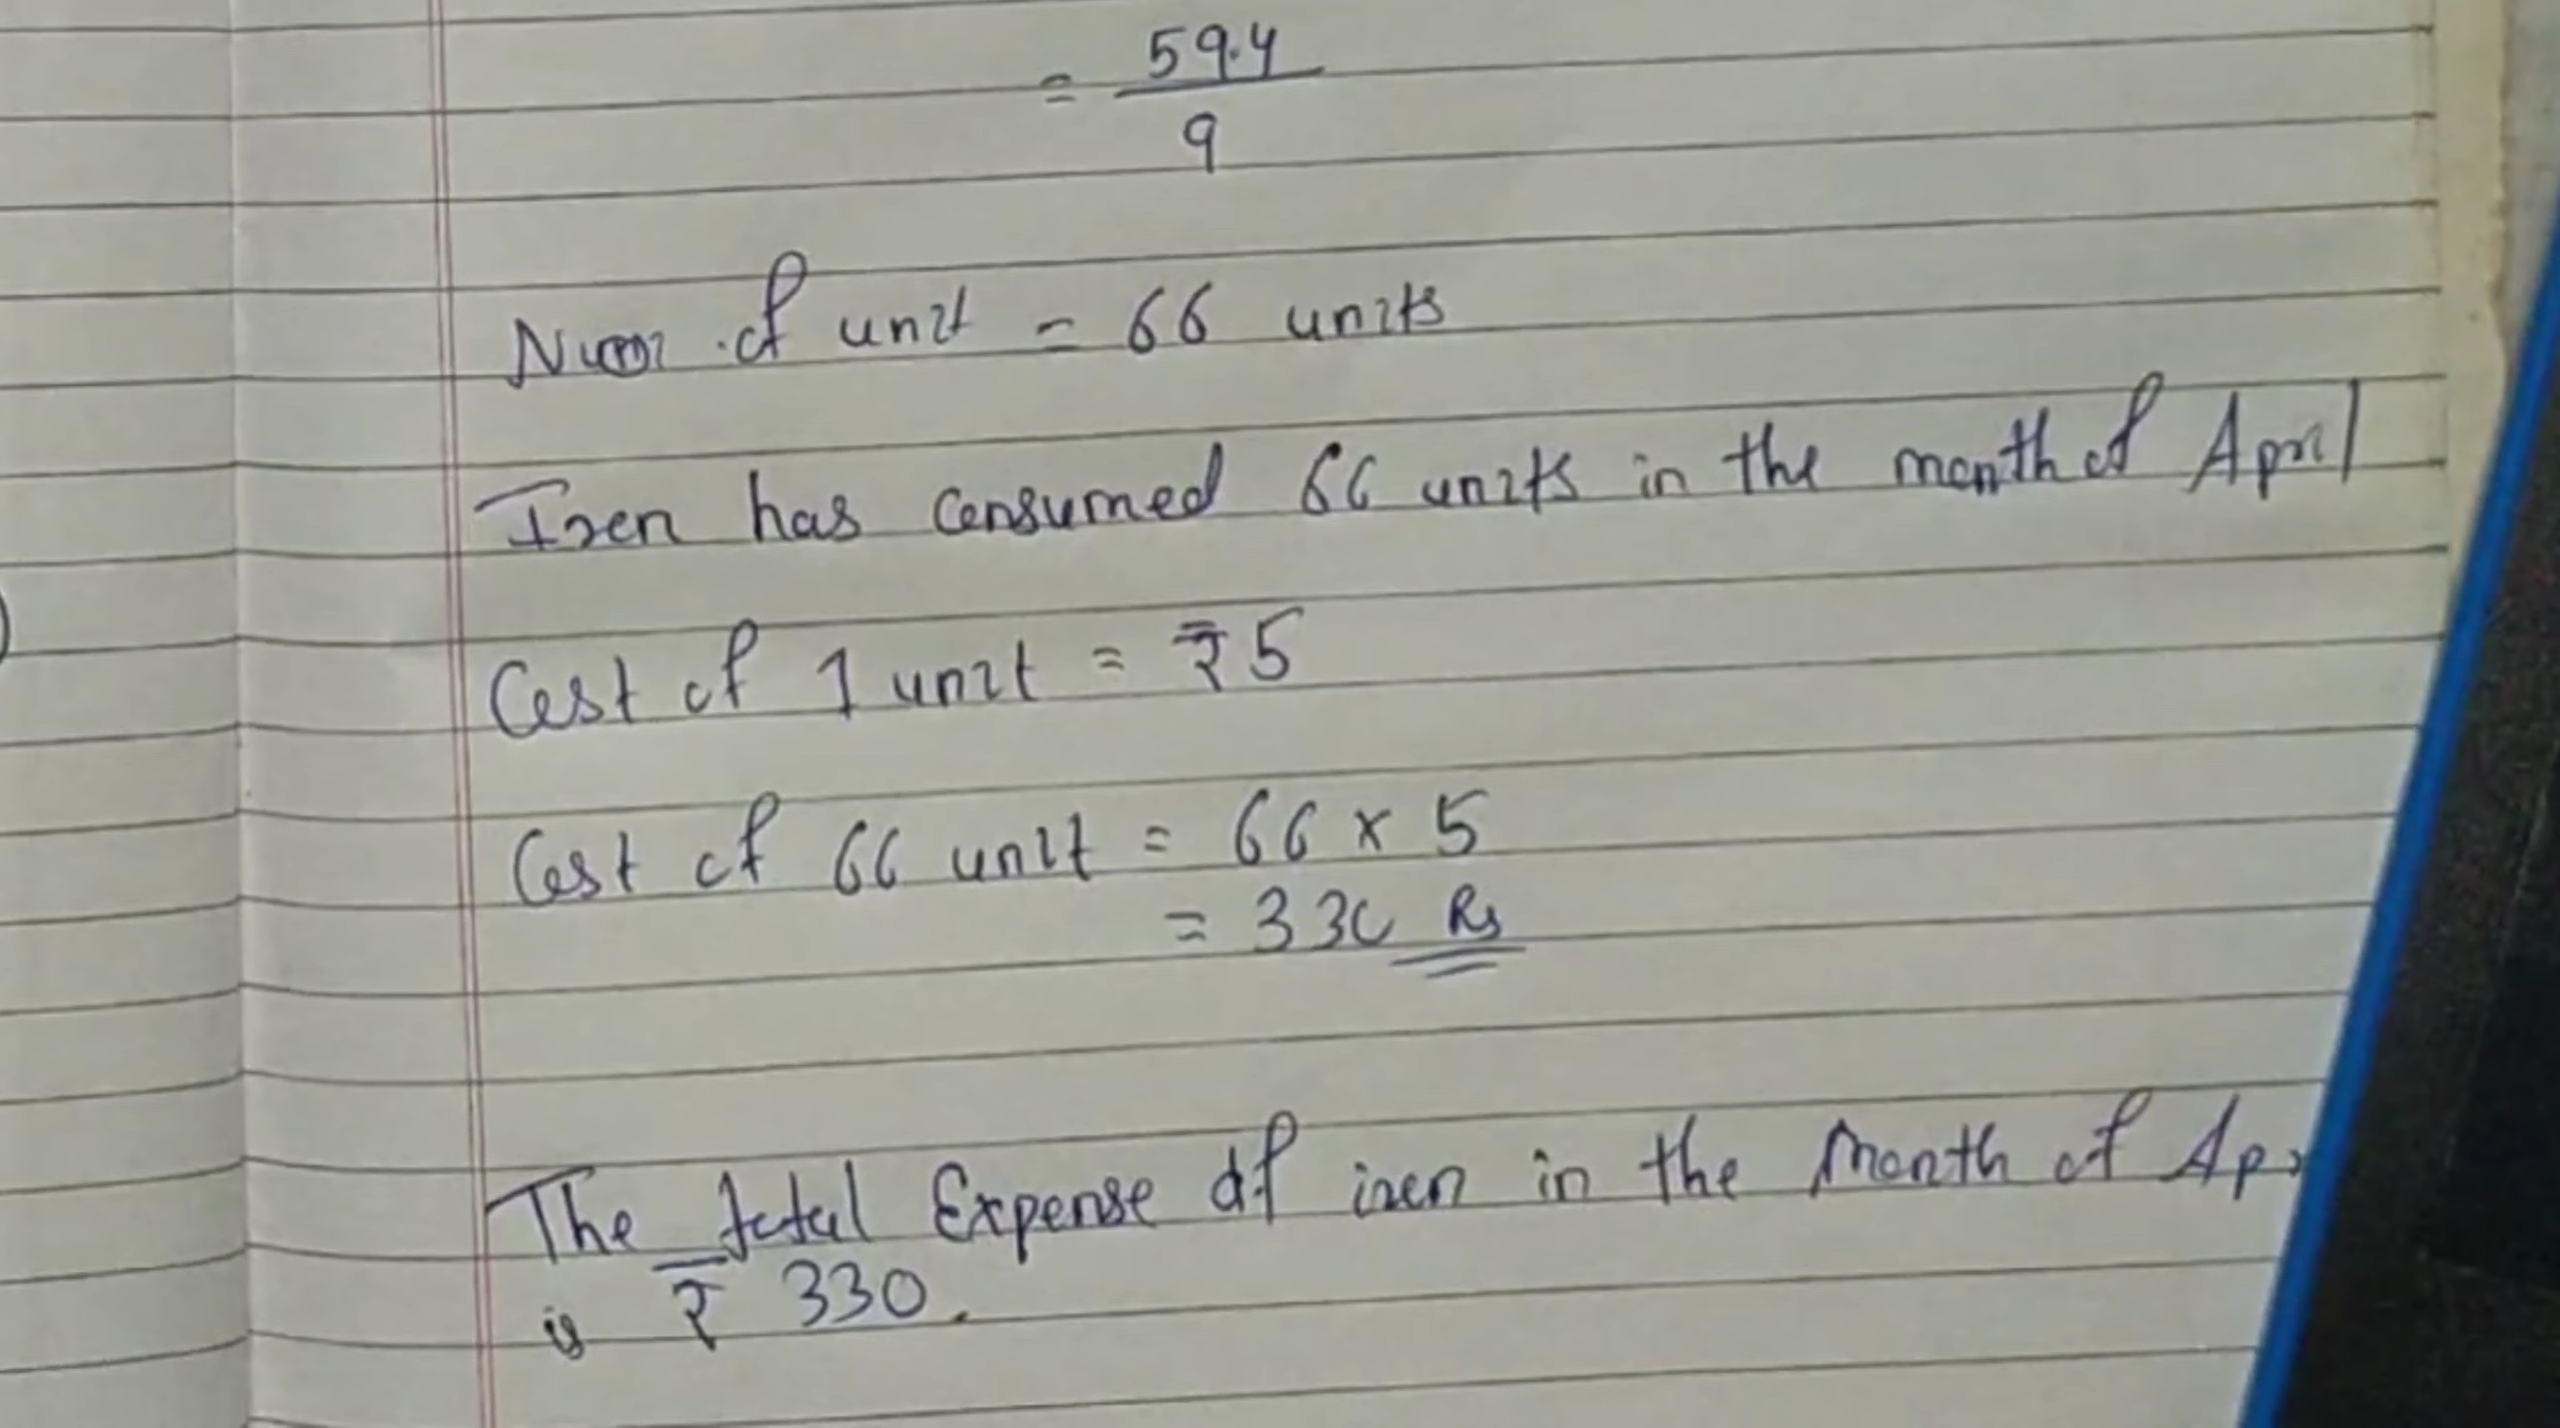 = 59.4
9
of unit = 66 units
Iren has consumed 66 units in the month of April
Cost of 1 unit = ₹5
Cost of 66 unit = 66 x 5
= 330 Rs
The total Expense of iren in the Month of Apr
is ₹ 330.